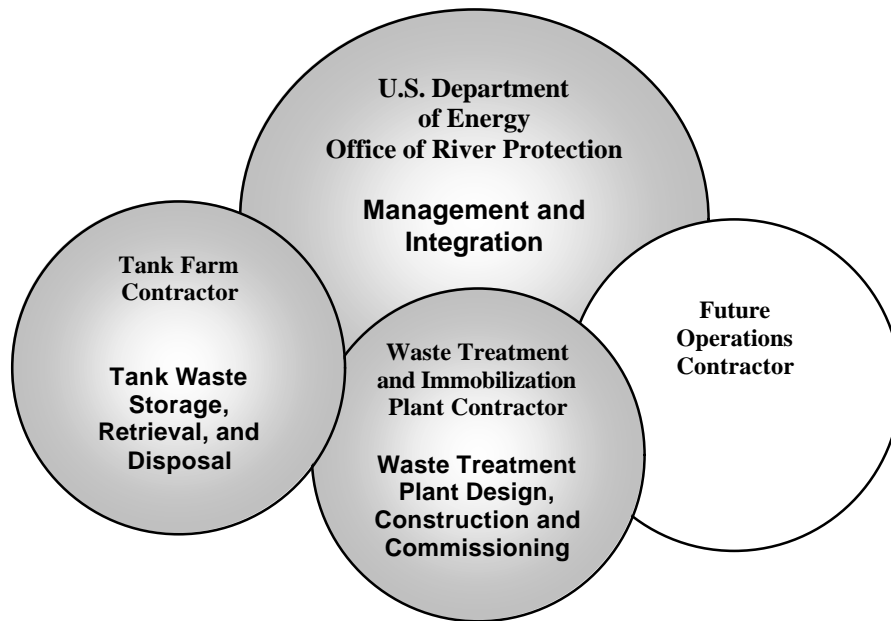 U.S. Department
of Energy
Office of River Protection
Management and
Integration
Tank Farm
Contractor
Tank Waste
Storage,
Retrieval, and
Disposal
Waste Treatment
and Immobilization
Plant Contractor
Waste Treatment
Plant Design,
Construction and
Commissioning
Future
Operations
Contractor